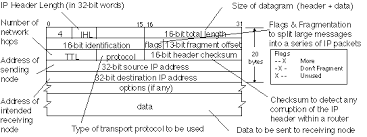 IP Header Length (in 32-bit words)
Size of datagram (header + data)
Number of network hops
0
15
16
31
4
IHL
16-bit total length
16-bit identification
flags
13-bit fragment offset
TTL
protocol
16-bit header checksum
32-bit source IP address
32-bit destination IP address
options (if any)
data
20
bytes
Flags & Fragmentation
to split large messages
into a series of IP packets
Flags
- - X More
- X - Don't Fragment
X - - Unused
Address of
sending node
Address of
intended
receiving node
Checksum to detect
any corruption of the
IP header within a router
Type of transport protocol to be used
Data to be sent to receiving node